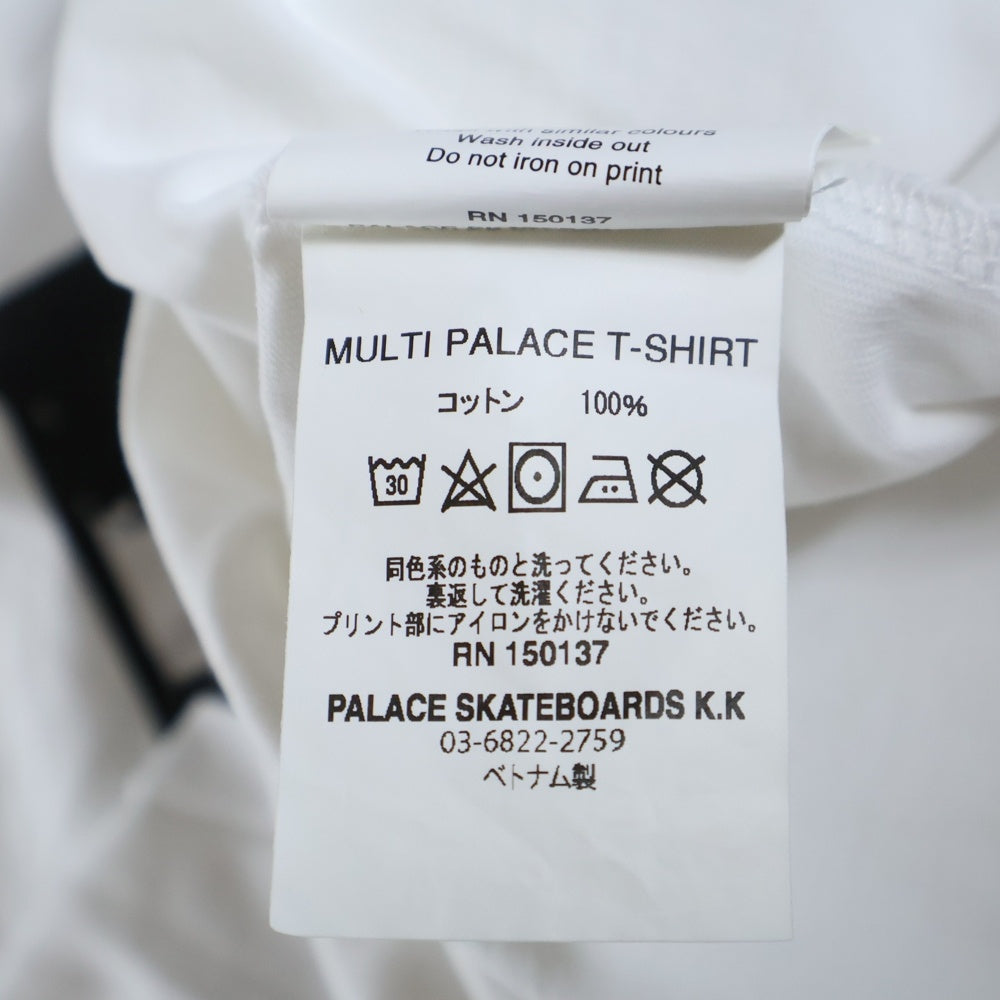 with similar colours
Wash inside out
Do not iron on print
RN 150137
MULTI PALACE T-SHIRT
コットン 100%
30
同色系のものと洗ってください。
裏返して洗濯ください。
プリント部にアイロンをかけないでください。
RN 150137
PALACE SKATEBOARDS K.K
03-6822-2759
ベトナム製